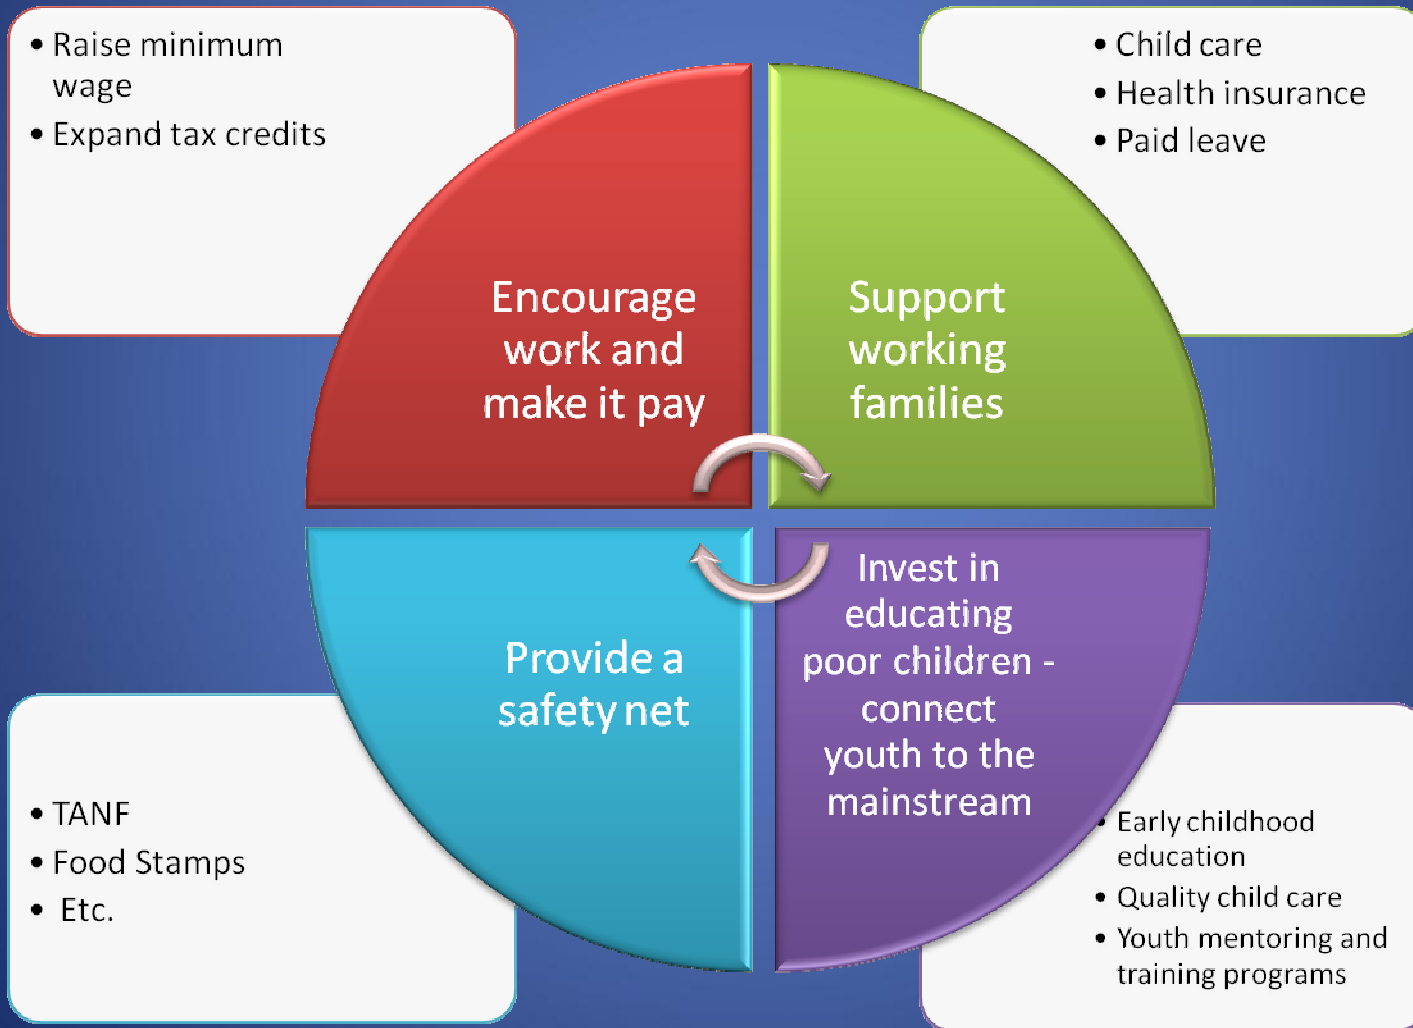 • Raise minimum
wage
• Expand tax credits
• Child care
• Health insurance
• Paid leave
Encourage
work and
make it pay
Support
working
families
Provide a
safety net
Invest in
educating
poor children -
connect
youth to the
mainstream
• TANF
• Food Stamps
• Etc.
• Early childhood
education
• Quality child care
• Youth mentoring and
training programs